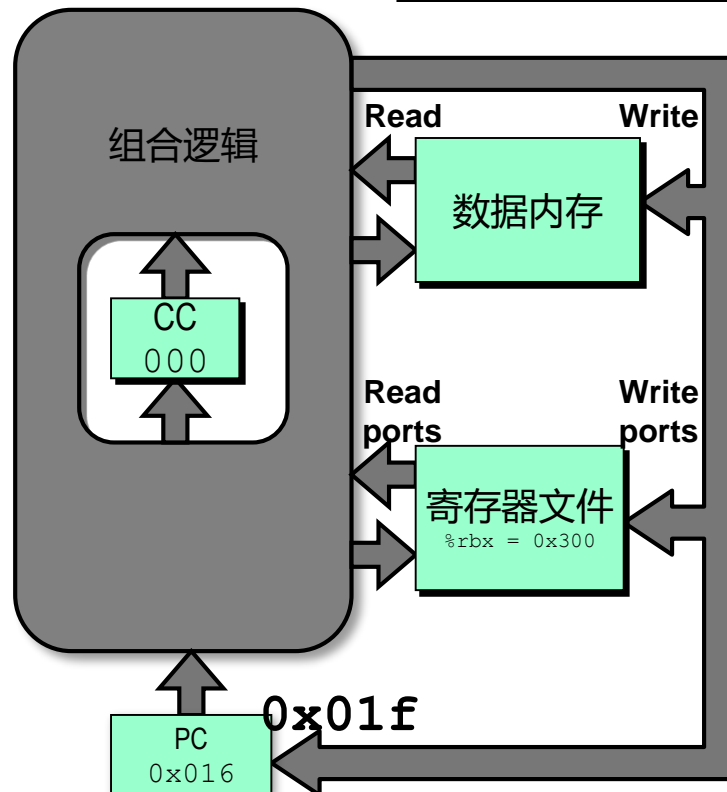 组合逻辑
Read
Write
数据内存
CC
000
Read
ports
Write
ports
寄存器文件
%rbx = 0x300
0x01f
PC
0x016